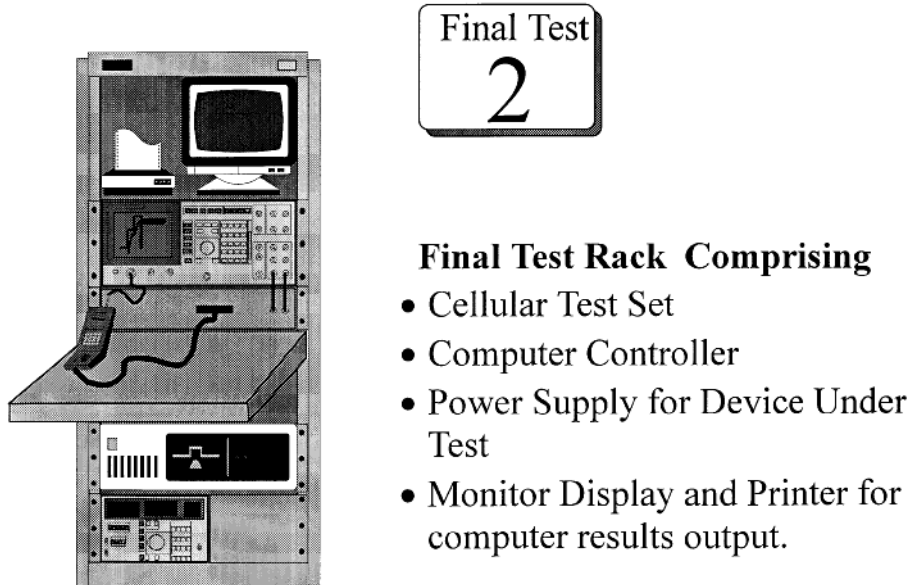 Final Test
2
Final Test Rack Comprising
• Cellular Test Set
• Computer Controller
• Power Supply for Device Under
Test
• Monitor Display and Printer for
computer results output.